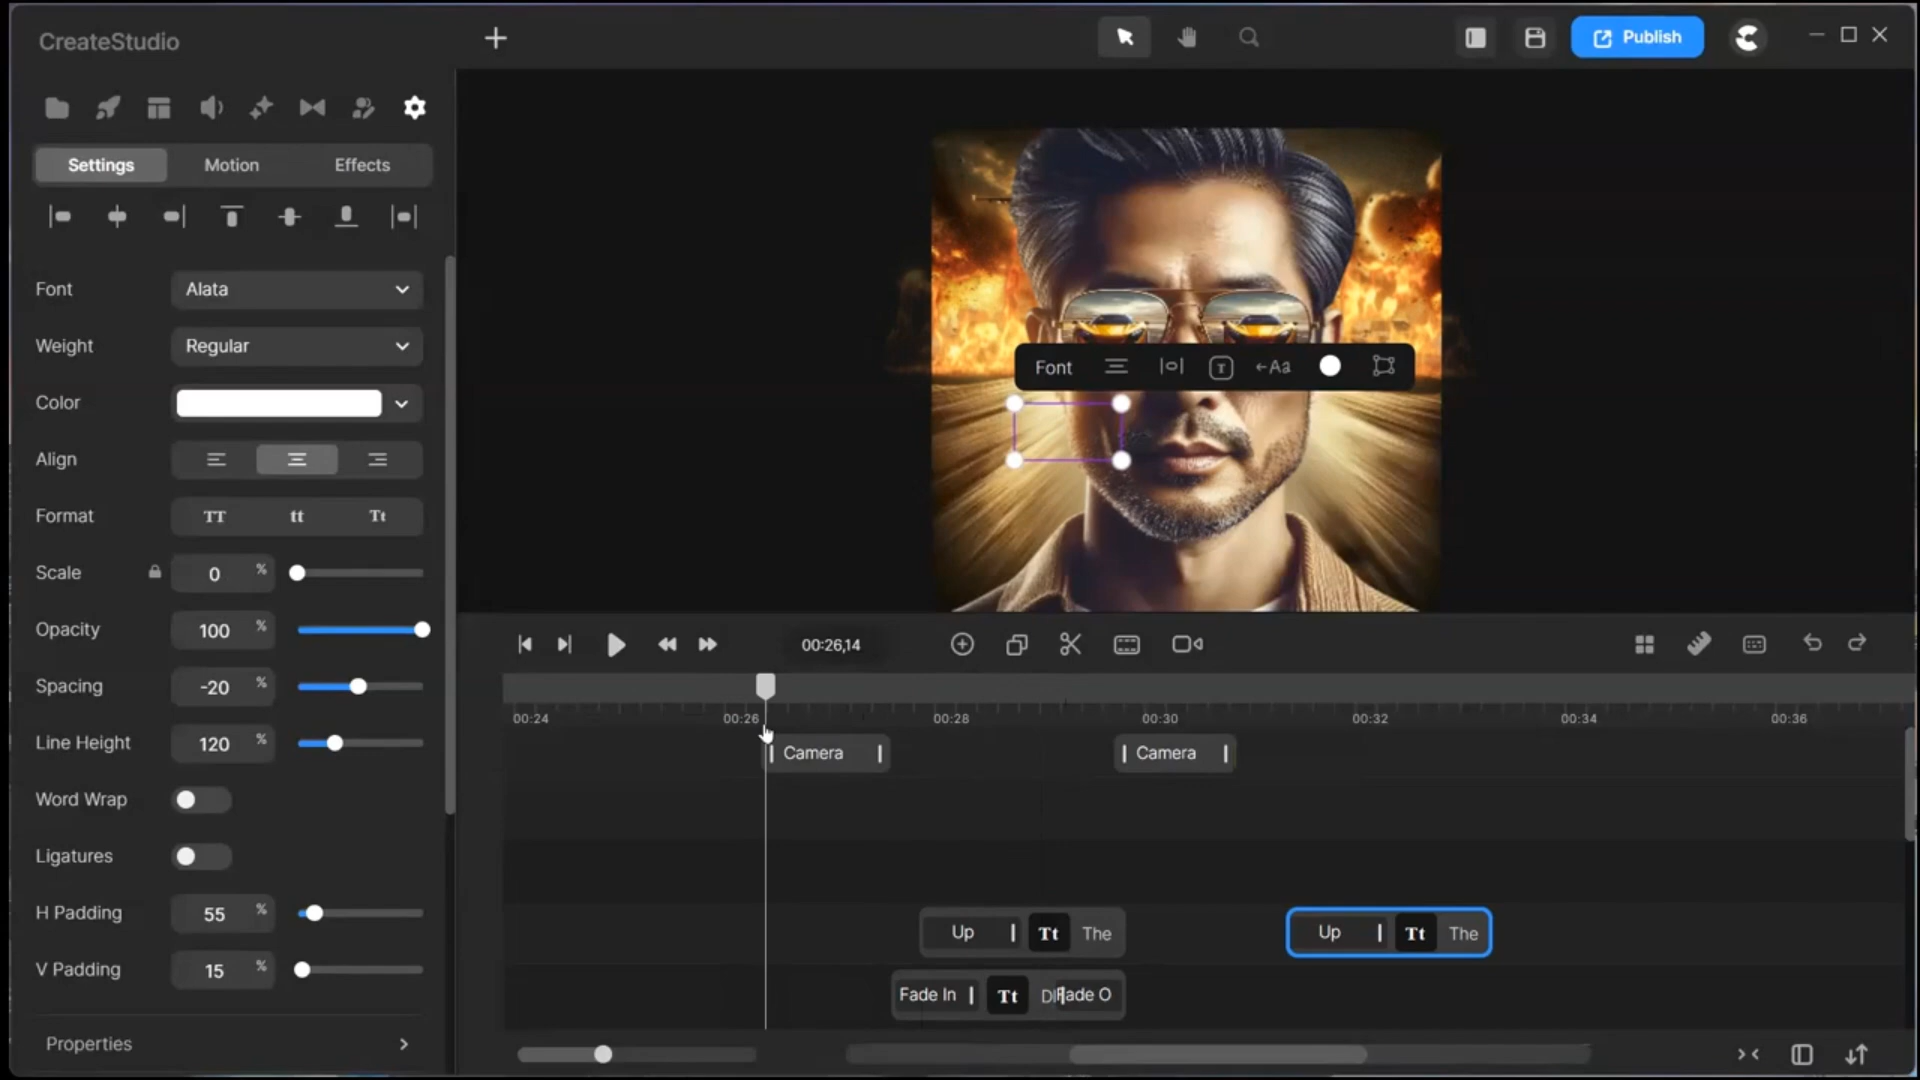 CreateStudio
Publish
Settings Motion Effects
Font Alata
Weight Regular
Color
Align
Format TT tt Tt
Scale 0 %
Opacity 100 %
Spacing -20 %
Line Height 120 %
Word Wrap
Ligatures
H Padding 55 %
V Padding 15 %
Properties
Font T Aa
00:26,14
00:24 00:26 00:28 00:30 00:32 00:34 00:36
Camera Camera
Up Tt The Up Tt The
Fade In Tt